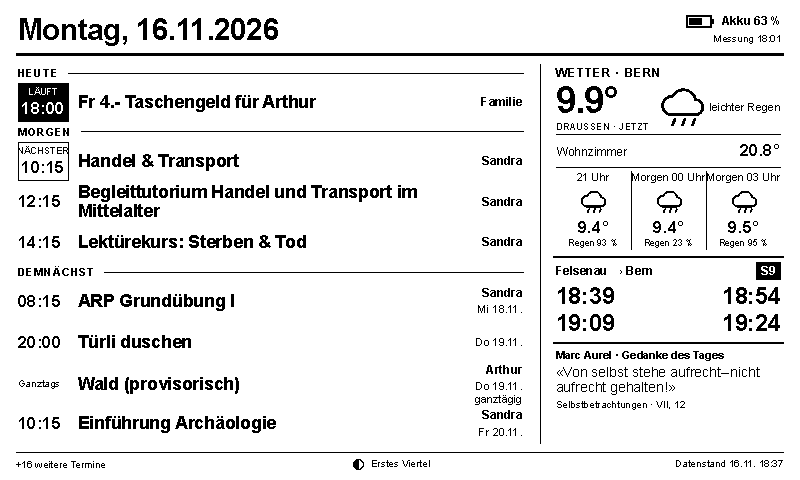 Montag, 16.11.2026
Akku 63 %
Messung 18:01
HEUTE
LÄUFT
18:00
Fr 4.- Taschengeld für Arthur
Familie
MORGEN
NÄCHSTER
10:15
Handel & Transport
Sandra
12:15
Begleittutorium Handel und Transport im
Mittelalter
Sandra
14:15
Lektürekurs: Sterben & Tod
Sandra
DEMNÄCHST
08:15
ARP Grundübung I
Sandra
Mi 18.11.
20:00
Türli duschen
Do 19.11.
Ganztags
Wald (provisorisch)
Arthur
Do 19.11.
ganztägig
10:15
Einführung Archäologie
Sandra
Fr 20.11.
WETTER · BERN
9.9°
leichter Regen
DRAUSSEN · JETZT
Wohnzimmer
20.8°
21 Uhr
Morgen 00 Uhr
Morgen 03 Uhr
9.4°
9.4°
9.5°
Regen 93 %
Regen 23 %
Regen 95 %
Felsenau › Bern
S9
18:39
18:54
19:09
19:24
Marc Aurel · Gedanke des Tages
«Von selbst stehe aufrecht–nicht
aufrecht gehalten!»
Selbstbetrachtungen · VII, 12
+16 weitere Termine
Erstes Viertel
Datenstand 16.11. 18:37